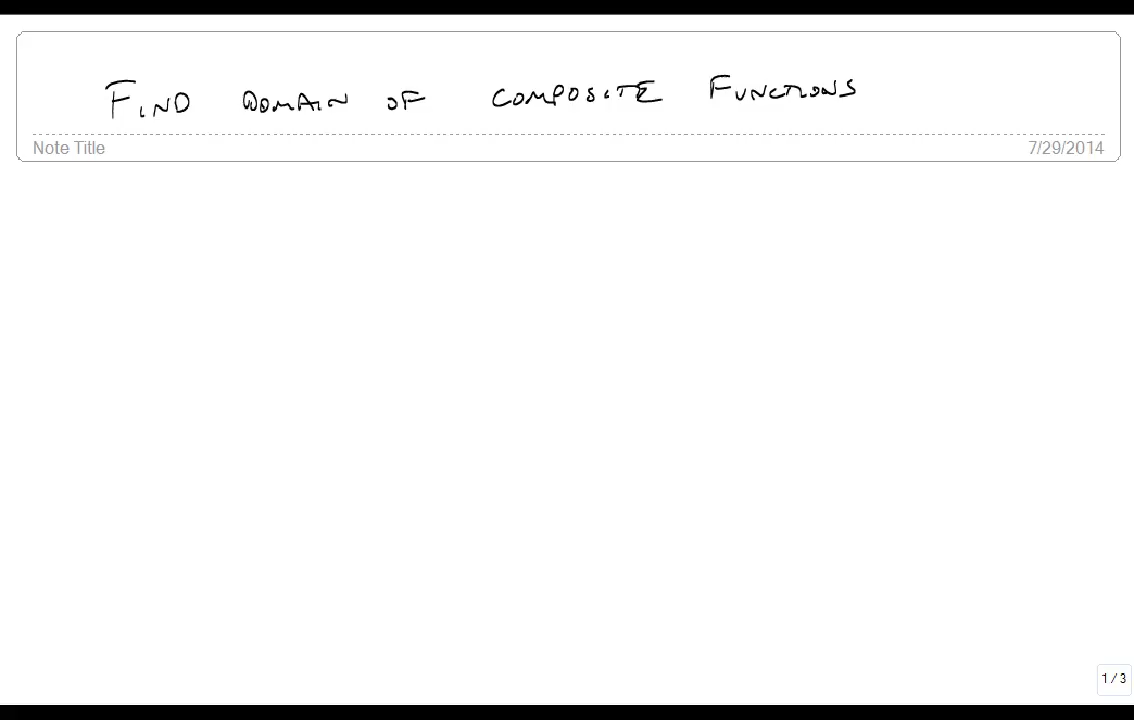 FIND DOMAIN OF COMPOSITE FUNCTIONS
Note Title
7/29/2014
1/3